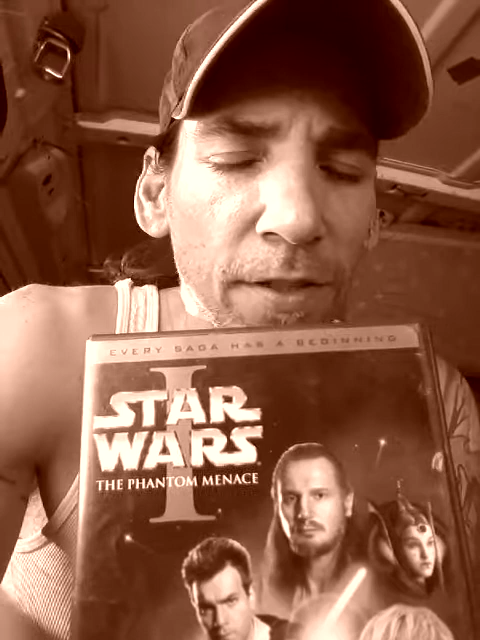 EVERY SAGA HAS A BEGINNING
I
STAR
WARS
THE PHANTOM MENACE